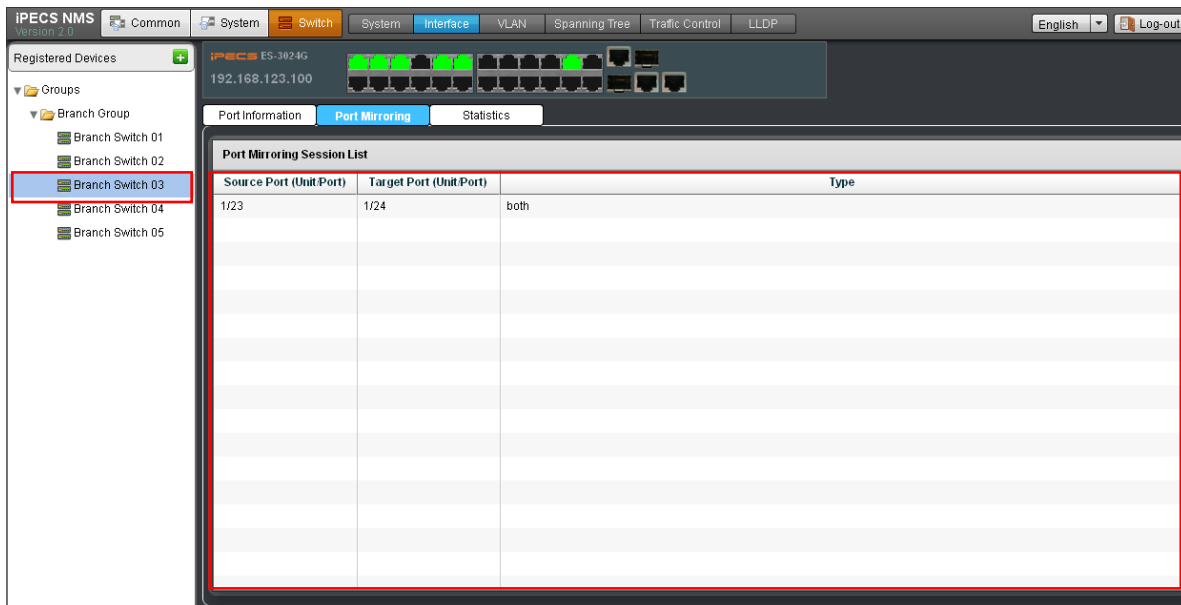 iPECS NMS
Version 2.0
Common
System
Switch
System
Interface
VLAN
Spanning Tree
Traffic Control
LLDP
English
Log-out
Registered Devices
Groups
Branch Group
Branch Switch 01
Branch Switch 02
Branch Switch 03
Branch Switch 04
Branch Switch 05
iPECS ES-3024G
192.168.123.100
Port Information
Port Mirroring
Statistics
Port Mirroring Session List
Source Port (Unit/Port)
Target Port (Unit/Port)
Type
1/23
1/24
both